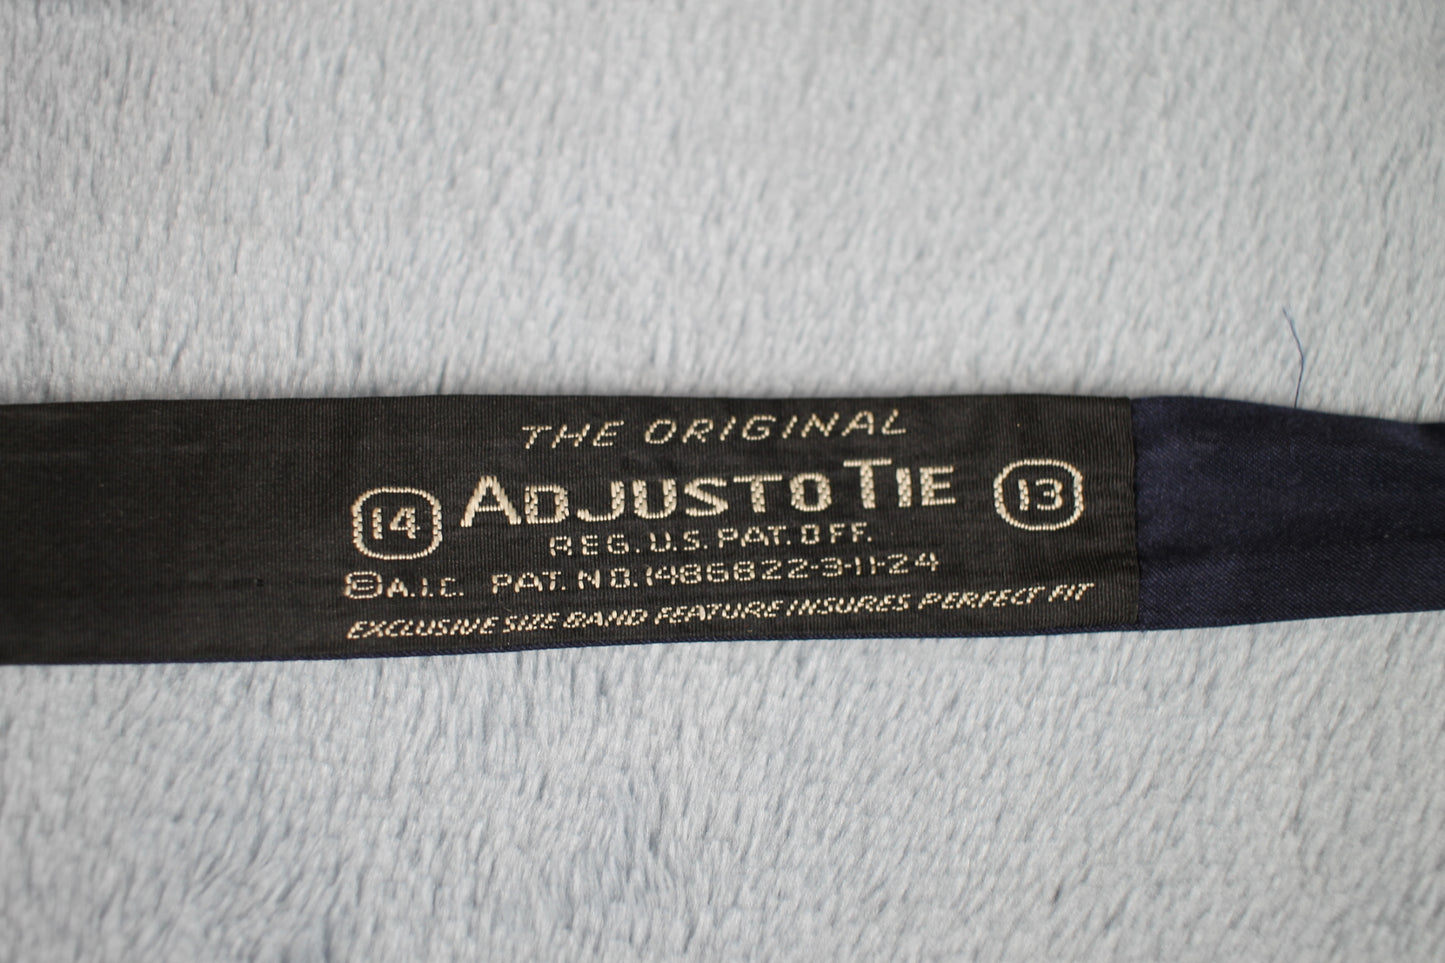 THE ORIGINAL
14 ADJUSTO TIE 13
REG. U.S. PAT. OFF.
©A.I.C. PAT. NO. 1486822-3-11-24
EXCLUSIVE SIZE BAND FEATURE INSURES PERFECT FIT